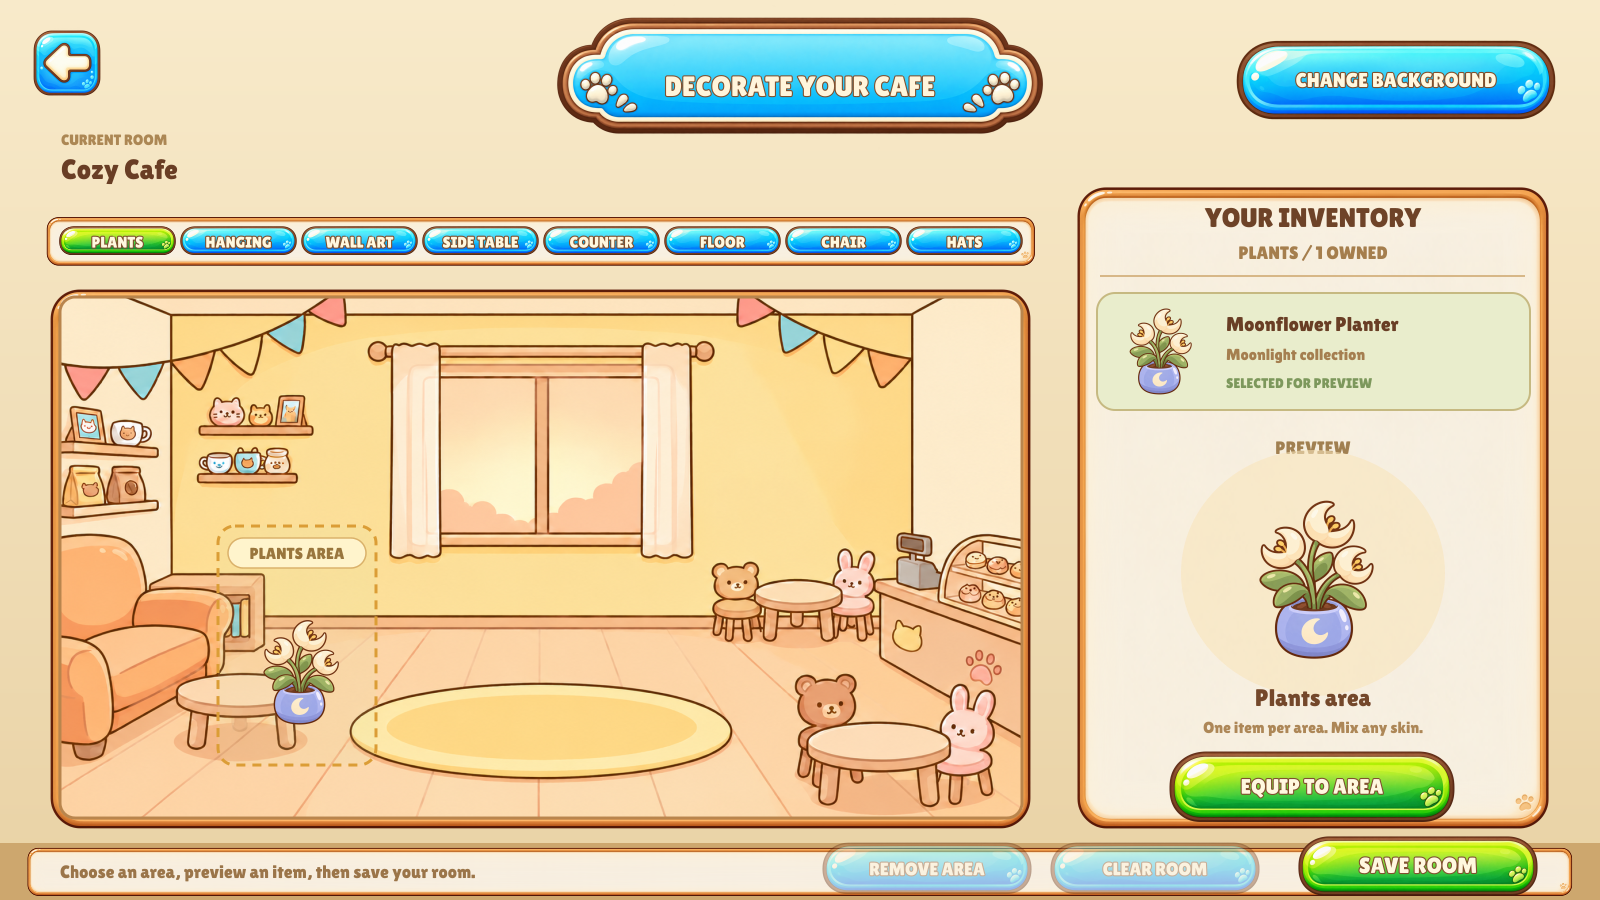 DECORATE YOUR CAFE
CHANGE BACKGROUND
CURRENT ROOM
Cozy Cafe
PLANTS
HANGING
WALL ART
SIDE TABLE
COUNTER
FLOOR
CHAIR
HATS
PLANTS AREA
YOUR INVENTORY
PLANTS / 1 OWNED
Moonflower Planter
Moonlight collection
SELECTED FOR PREVIEW
PREVIEW
Plants area
One item per area. Mix any skin.
EQUIP TO AREA
Choose an area, preview an item, then save your room.
REMOVE AREA
CLEAR ROOM
SAVE ROOM